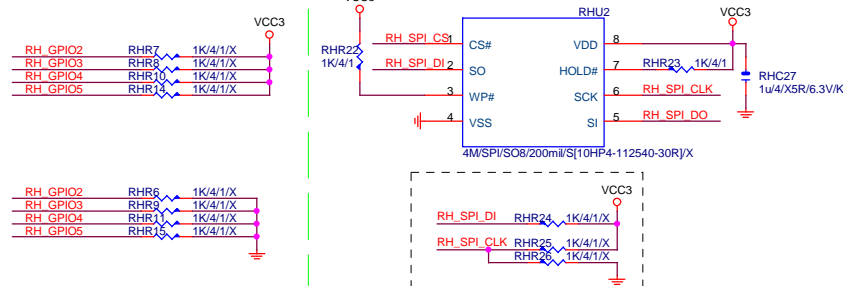 VCC3
RH_GPIO2 RHR7 1K/4/1/X
RH_GPIO3 RHR8 1K/4/1/X
RH_GPIO4 RHR10 1K/4/1/X
RH_GPIO5 RHR14 1K/4/1/X
RH_GPIO2 RHR6 1K/4/1/X
RH_GPIO3 RHR9 1K/4/1/X
RH_GPIO4 RHR11 1K/4/1/X
RH_GPIO5 RHR15 1K/4/1/X
RHU2
VCC3
RHR22
1K/4/1
RH_SPI_CS 1 CS# VDD 8
RH_SPI_DI 2 SO HOLD# 7 RHR23 1K/4/1
3 WP# SCK 6 RH_SPI_CLK
4 VSS SI 5 RH_SPI_DO
RHC27
1u/4/X5R/6.3V/K
4M/SPI/SO8/200mil/S[10HP4-112540-30R]/X
VCC3
RH_SPI_DI RHR24 1K/4/1/X
RH_SPI_CLK RHR25 1K/4/1/X
RHR26 1K/4/1/X